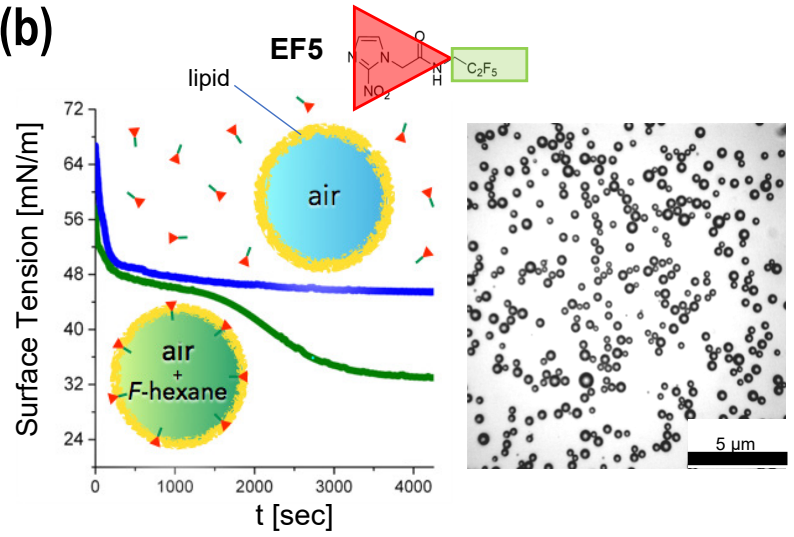 (b)
EF5
N
N
O
N
H
C₂F₅
NO₂
lipid
air
air
+
F-hexane
Surface Tension [mN/m]
72
64
56
48
40
32
24
0 1000 2000 3000 4000
t [sec]
5 µm